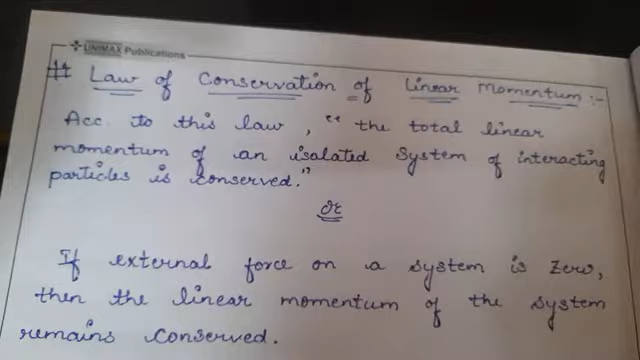 UNIMAX Publications
# Law of Conservation of Linear Momentum :-
Acc. to this law, "the total linear
momentum of an isolated system of interacting
particles is conserved."
Or
If external force on a system is zero,
then the linear momentum of the system
remains conserved.